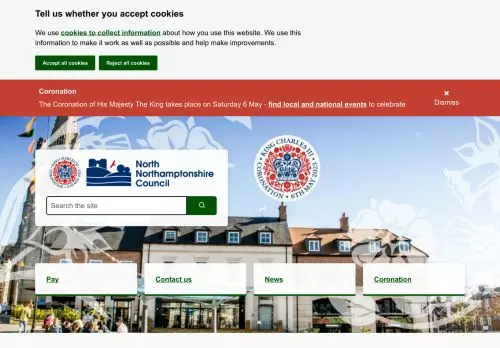 Tell us whether you accept cookies
We use cookies to collect information about how you use this website. We use
this information to make it work as well as possible and help make improvements.
Accept all cookies
Reject all cookies
Coronation
The Coronation of His Majesty The King takes place on Saturday 6 May - find local and national events to celebrate
× Dismiss
KING CHARLES III
CORONATION 6TH MAY 2023
North
Northamptonshire
Council
Search the site
Pay
Contact us
News
Coronation